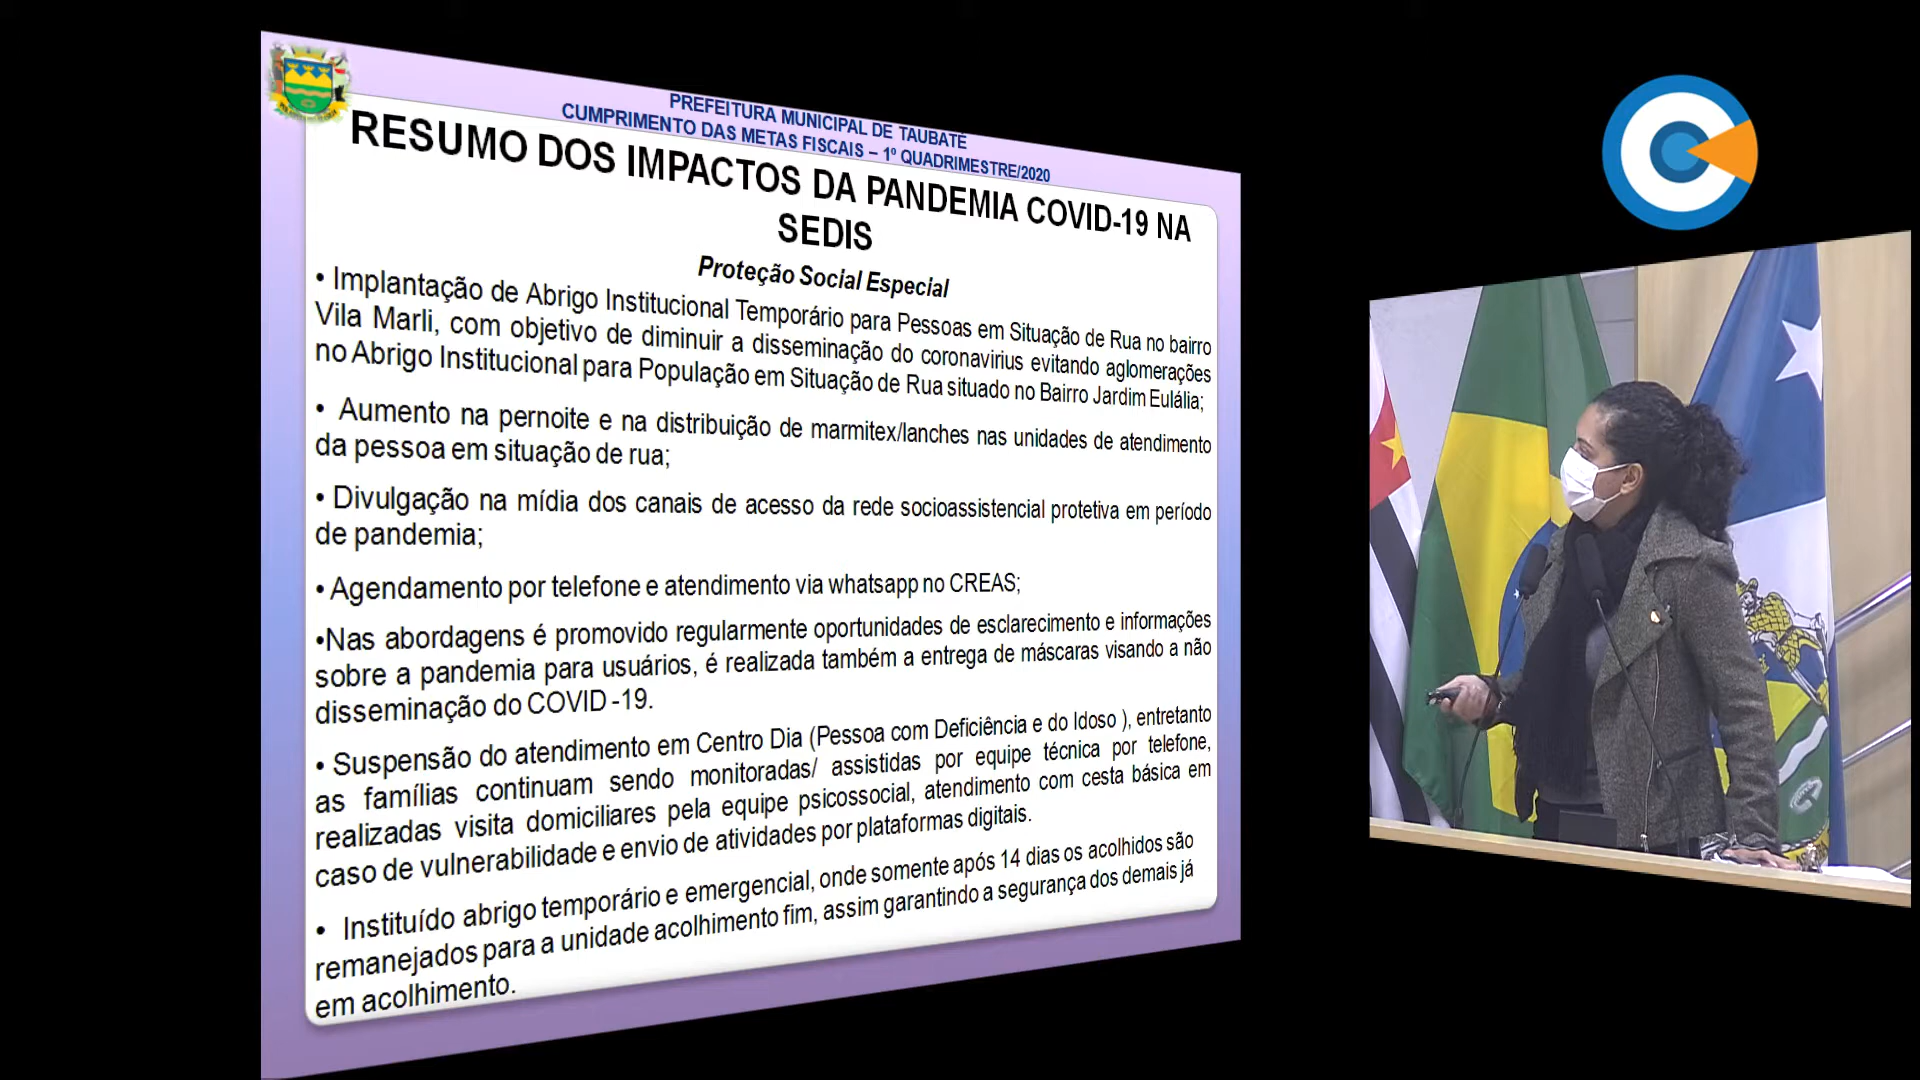 PREFEITURA MUNICIPAL DE TAUBATÉ
CUMPRIMENTO DAS METAS FISCAIS – 1º QUADRIMESTRE/2020
RESUMO DOS IMPACTOS DA PANDEMIA COVID-19 NA
SEDIS
Proteção Social Especial
• Implantação de Abrigo Institucional Temporário para Pessoas em Situação de Rua no bairro
Vila Marli, com objetivo de diminuir a disseminação do coronavirius evitando aglomerações
no Abrigo Institucional para População em Situação de Rua situado no Bairro Jardim Eulália;
• Aumento na pernoite e na distribuição de marmitex/lanches nas unidades de atendimento
da pessoa em situação de rua;
• Divulgação na mídia dos canais de acesso da rede socioassistencial protetiva em período
de pandemia;
• Agendamento por telefone e atendimento via whatsapp no CREAS;
•Nas abordagens é promovido regularmente oportunidades de esclarecimento e informações
sobre a pandemia para usuários, é realizada também a entrega de máscaras visando a não
disseminação do COVID -19.
• Suspensão do atendimento em Centro Dia (Pessoa com Deficiência e do Idoso ), entretanto
as famílias continuam sendo monitoradas/ assistidas por equipe técnica por telefone,
realizadas visita domiciliares pela equipe psicossocial, atendimento com cesta básica em
caso de vulnerabilidade e envio de atividades por plataformas digitais.
• Instituído abrigo temporário e emergencial, onde somente após 14 dias os acolhidos são
remanejados para a unidade acolhimento fim, assim garantindo a segurança dos demais já
em acolhimento.